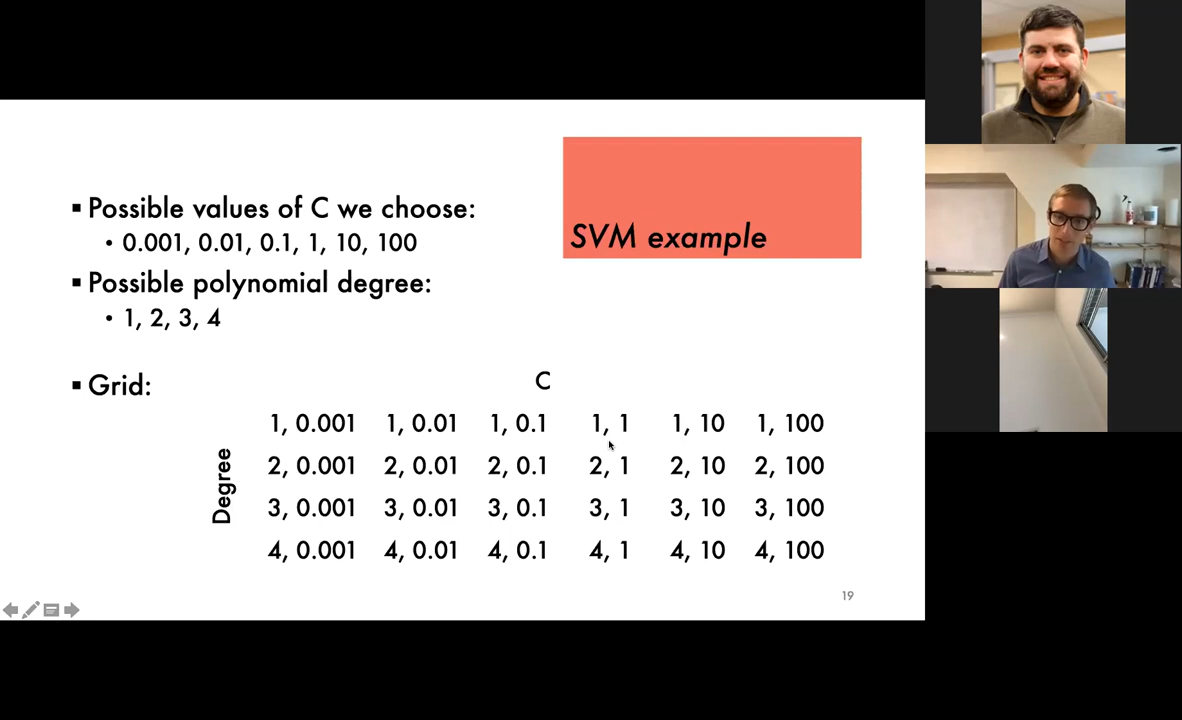 SVM example
▪ Possible values of C we choose:
• 0.001, 0.01, 0.1, 1, 10, 100
▪ Possible polynomial degree:
• 1, 2, 3, 4
▪ Grid:
C
Degree
1, 0.001 1, 0.01 1, 0.1 1, 1 1, 10 1, 100
2, 0.001 2, 0.01 2, 0.1 2, 1 2, 10 2, 100
3, 0.001 3, 0.01 3, 0.1 3, 1 3, 10 3, 100
4, 0.001 4, 0.01 4, 0.1 4, 1 4, 10 4, 100
19